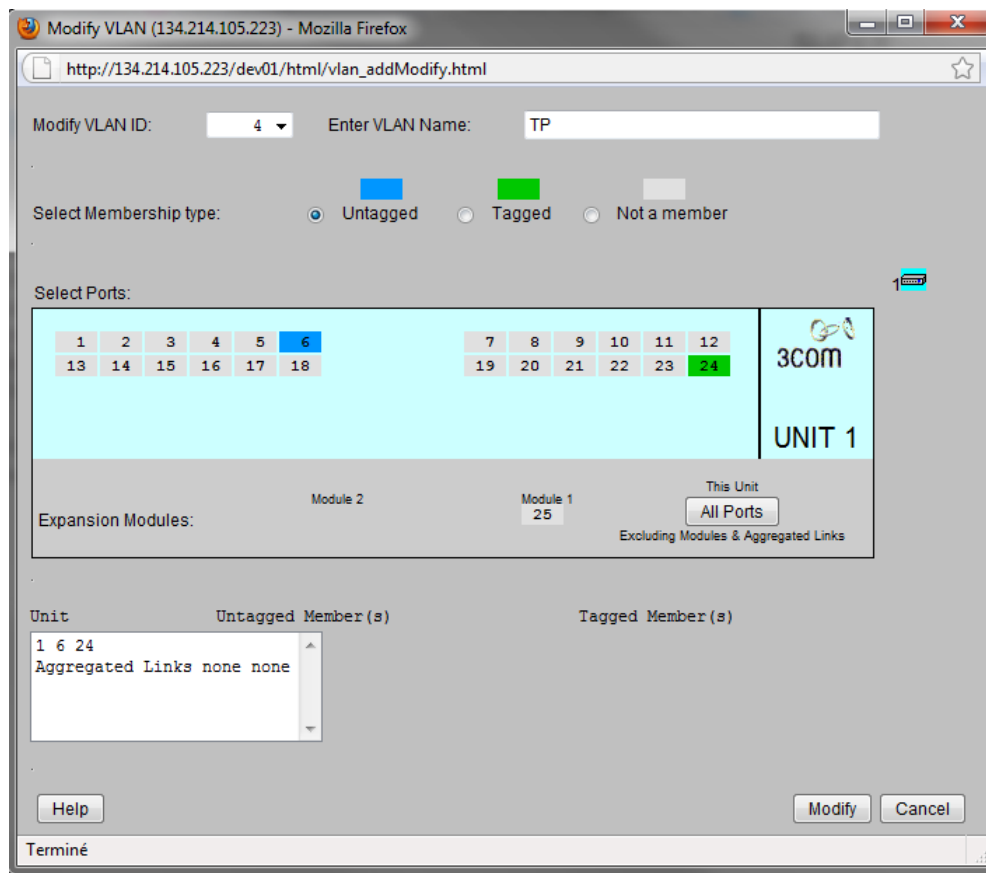 Modify VLAN (134.214.105.223) - Mozilla Firefox
http://134.214.105.223/dev01/html/vlan_addModify.html
Modify VLAN ID: 4 Enter VLAN Name: TP
Select Membership type: Untagged Tagged Not a member
1
Select Ports:
1 2 3 4 5 6 7 8 9 10 11 12
13 14 15 16 17 18 19 20 21 22 23 24
3com
UNIT 1
This Unit
Module 2 Module 1
Expansion Modules: 25 All Ports
Excluding Modules & Aggregated Links
Unit Untagged Member(s) Tagged Member(s)
1 6 24
Aggregated Links none none
Help Modify Cancel
Terminé